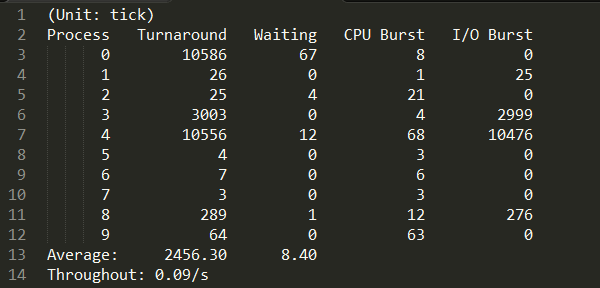 1 (Unit: tick)
2 Process Turnaround Waiting CPU Burst I/O Burst
3 0 10586 67 8 0
4 1 26 0 1 25
5 2 25 4 21 0
6 3 3003 0 4 2999
7 4 10556 12 68 10476
8 5 4 0 3 0
9 6 7 0 6 0
10 7 3 0 3 0
11 8 289 1 12 276
12 9 64 0 63 0
13 Average: 2456.30 8.40
14 Throughout: 0.09/s